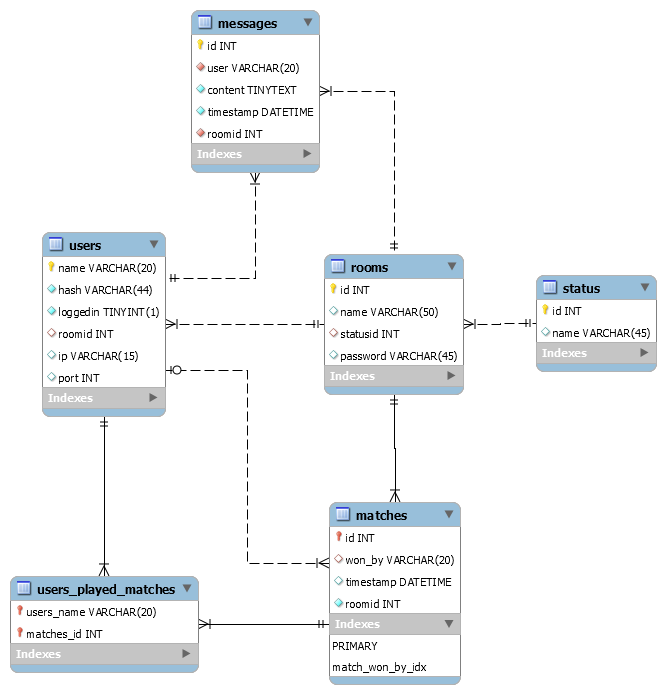 messages
id INT
user VARCHAR(20)
content TINYTEXT
timestamp DATETIME
roomid INT
Indexes
users
name VARCHAR(20)
hash VARCHAR(44)
loggedin TINYINT(1)
roomid INT
ip VARCHAR(15)
port INT
Indexes
rooms
id INT
name VARCHAR(50)
statusid INT
password VARCHAR(45)
Indexes
status
id INT
name VARCHAR(45)
Indexes
matches
id INT
won_by VARCHAR(20)
timestamp DATETIME
roomid INT
Indexes
PRIMARY
match_won_by_idx
users_played_matches
users_name VARCHAR(20)
matches_id INT
Indexes